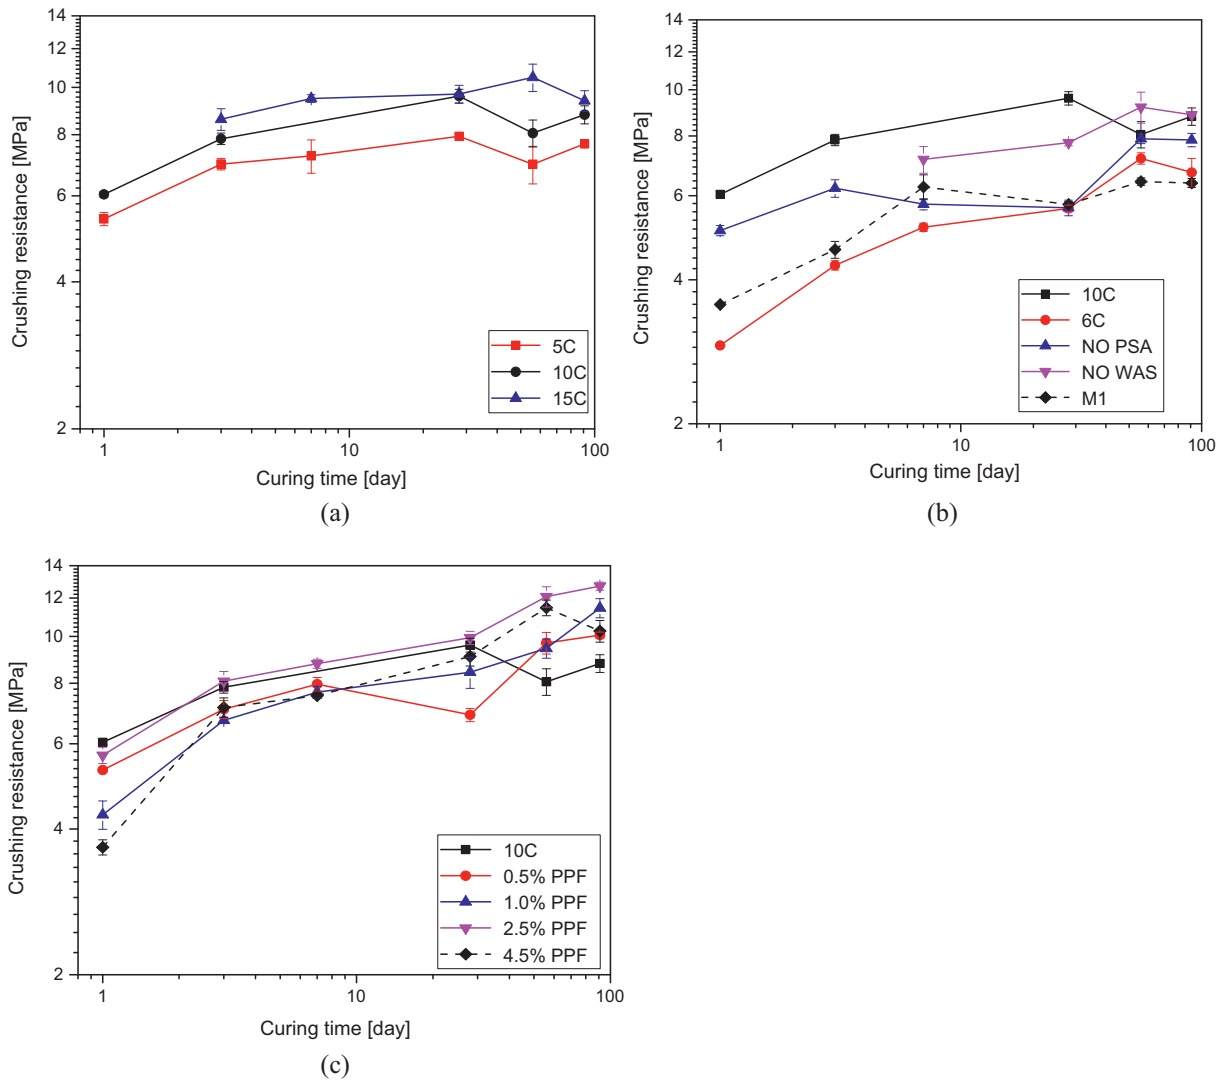 14
12
10
8
6
4
2
Crushing resistance [MPa]
5C
10C
15C
1
10
100
Curing time [day]
(a)
14
12
10
8
6
4
2
Crushing resistance [MPa]
10C
6C
NO PSA
NO WAS
M1
1
10
100
Curing time [day]
(b)
14
12
10
8
6
4
2
Crushing resistance [MPa]
10C
0.5% PPF
1.0% PPF
2.5% PPF
4.5% PPF
1
10
100
Curing time [day]
(c)